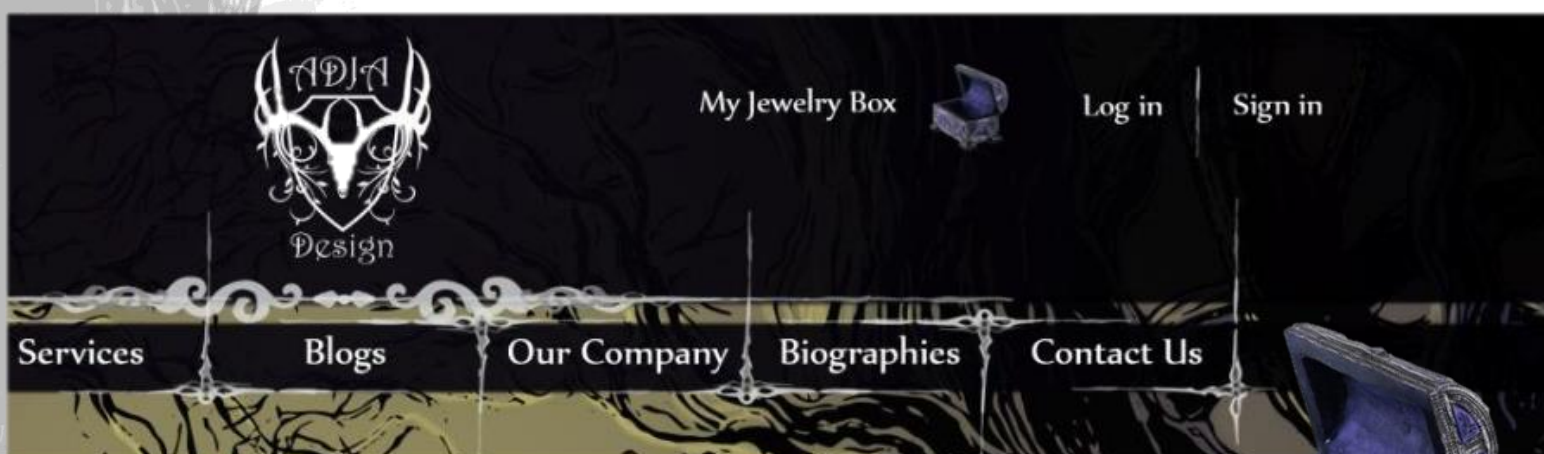 ADJA
Design
My Jewelry Box
Log in
Sign in
Services
Blogs
Our Company
Biographies
Contact Us